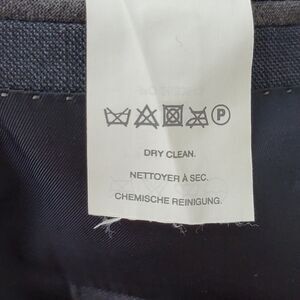 P
DRY CLEAN.
NETTOYER À SEC.
CHEMISCHE REINIGUNG.